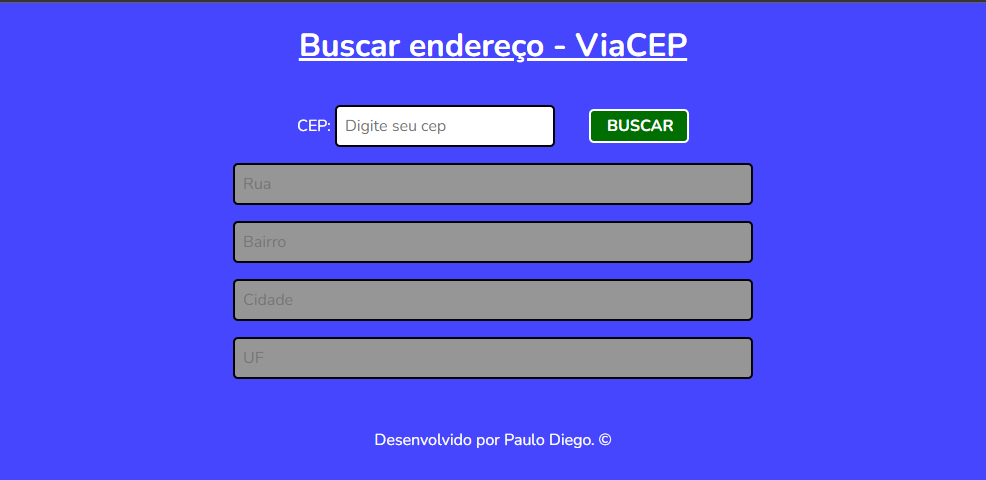 Buscar endereço - ViaCEP
CEP: Digite seu cep BUSCAR
Rua
Bairro
Cidade
UF
Desenvolvido por Paulo Diego. ©